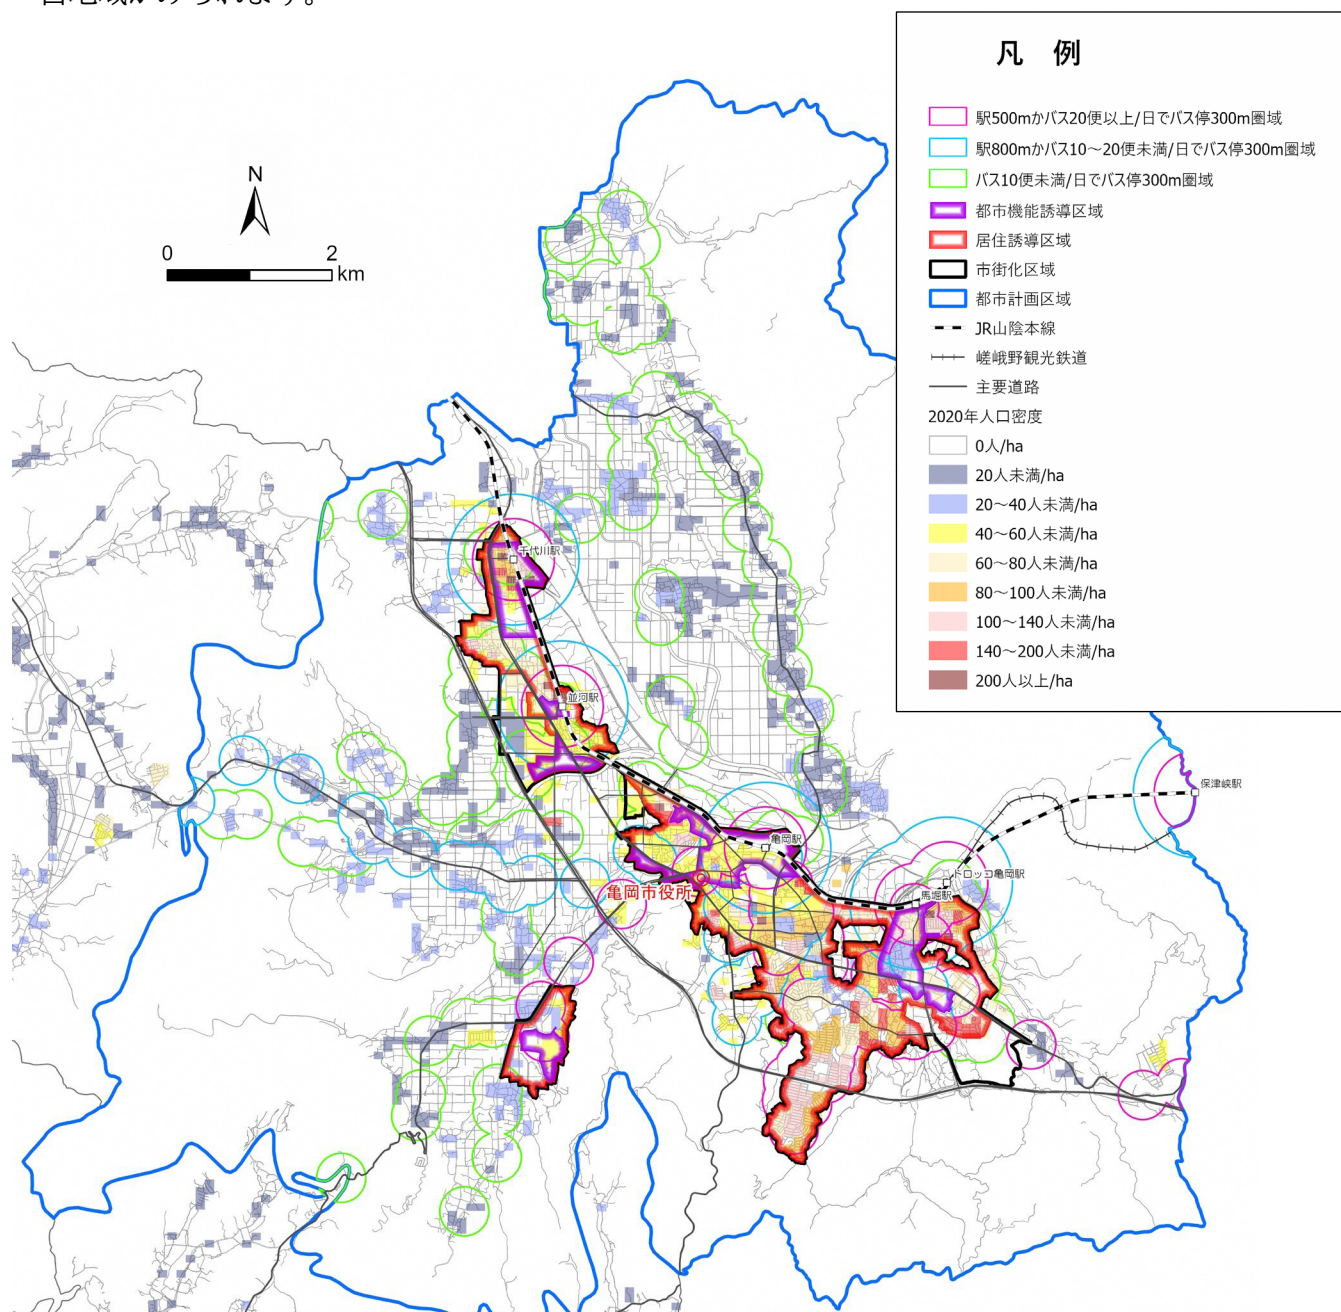 凡 例
駅500mかバス20便以上/日でバス停300m圏域
駅800mかバス10～20便未満/日でバス停300m圏域
バス10便未満/日でバス停300m圏域
都市機能誘導区域
居住誘導区域
市街化区域
都市計画区域
JR山陰本線
嵯峨野観光鉄道
主要道路
2020年人口密度
0人/ha
20人未満/ha
20～40人未満/ha
40～60人未満/ha
60～80人未満/ha
80～100人未満/ha
100～140人未満/ha
140～200人未満/ha
200人以上/ha
N
0 2
km
千代川駅
並河駅
保津峡駅
亀岡駅
トロッコ亀岡駅
亀岡市役所
馬堀駅